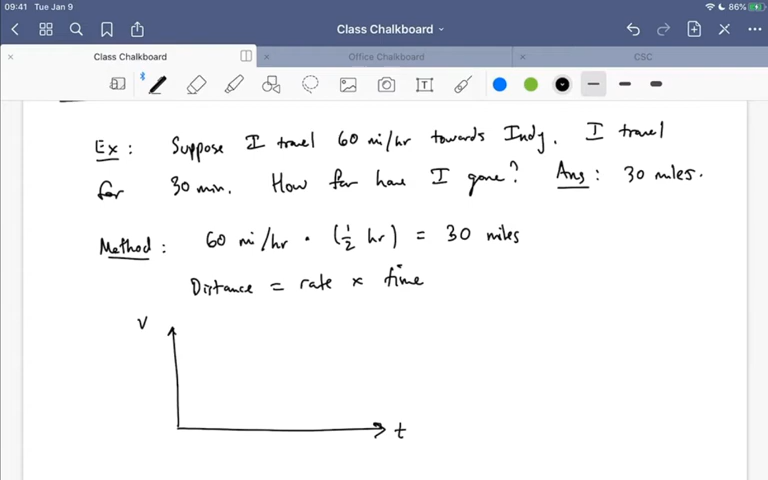 09:41 Tue Jan 9
86%
Class Chalkboard
Class Chalkboard
Office Chalkboard
CSC
Ex: Suppose I travel 60 mi/hr towards Indy. I travel
for 30 min. How far have I gone? Ans: 30 miles.
Method: 60 mi/hr · (1/2 hr) = 30 miles
Distance = rate × time
V
t